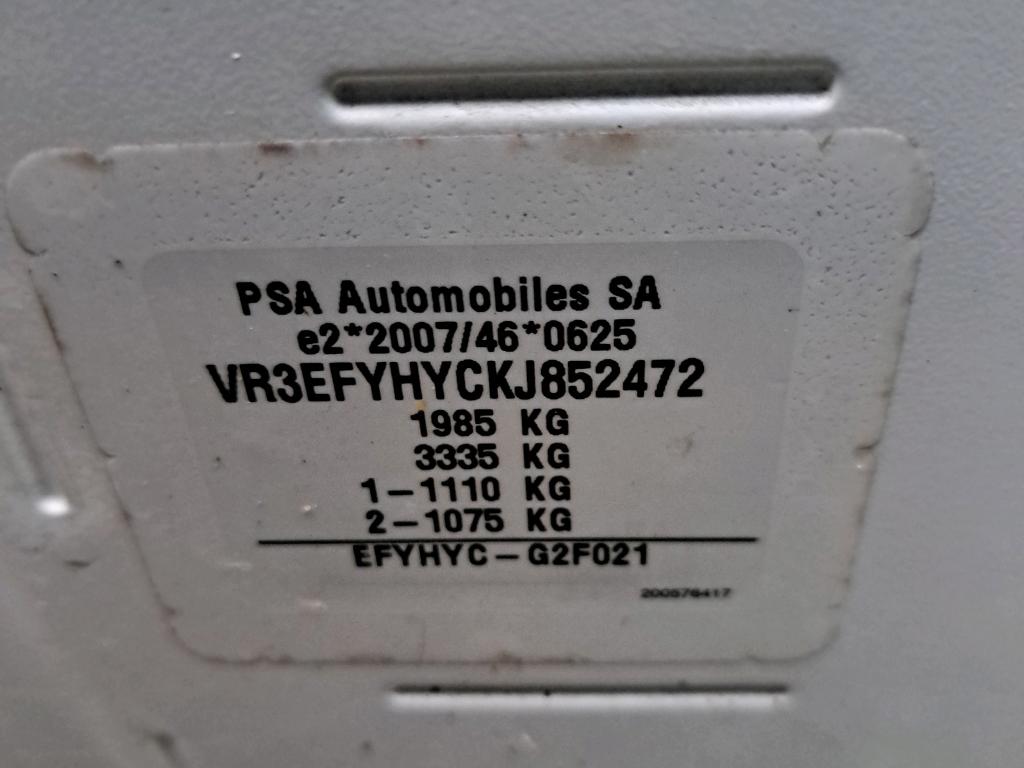 PSA Automobiles SA
e2*2007/46*0625
VR3EFYHYCKJ852472
1985 KG
3335 KG
1-1110 KG
2-1075 KG
EFYHYC-G2F021
200576417